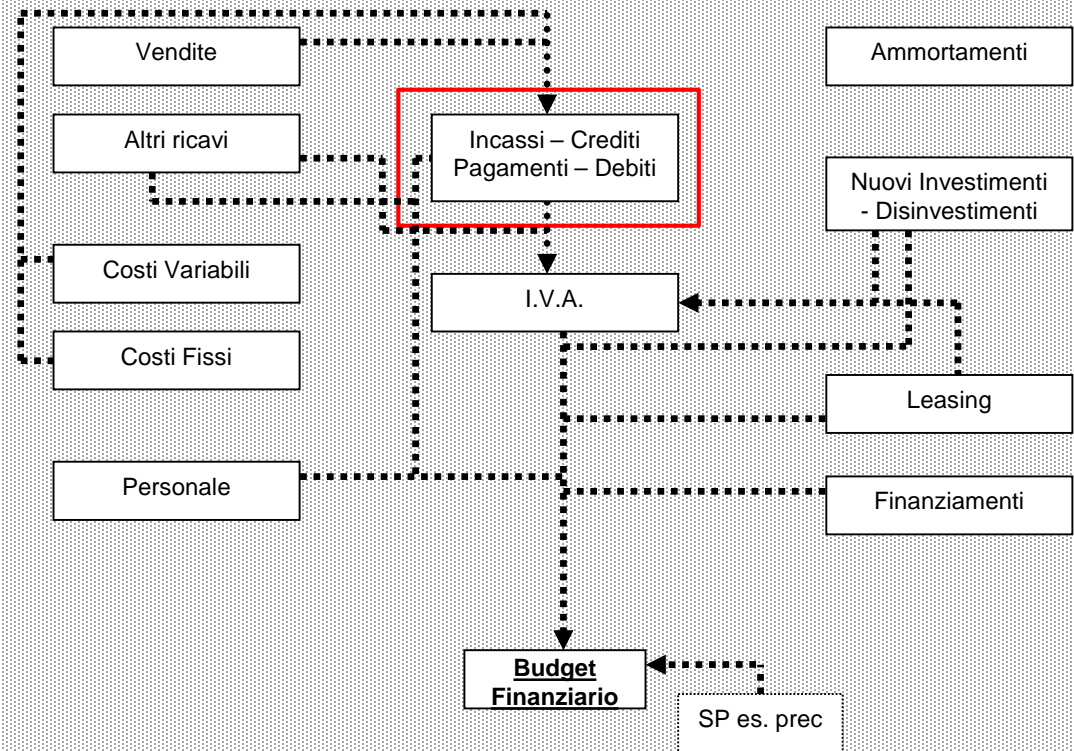 Vendite
Ammortamenti
Altri ricavi
Incassi – Crediti
Pagamenti – Debiti
Nuovi Investimenti
- Disinvestimenti
Costi Variabili
I.V.A.
Costi Fissi
Leasing
Personale
Finanziamenti
Budget
Finanziario
SP es. prec